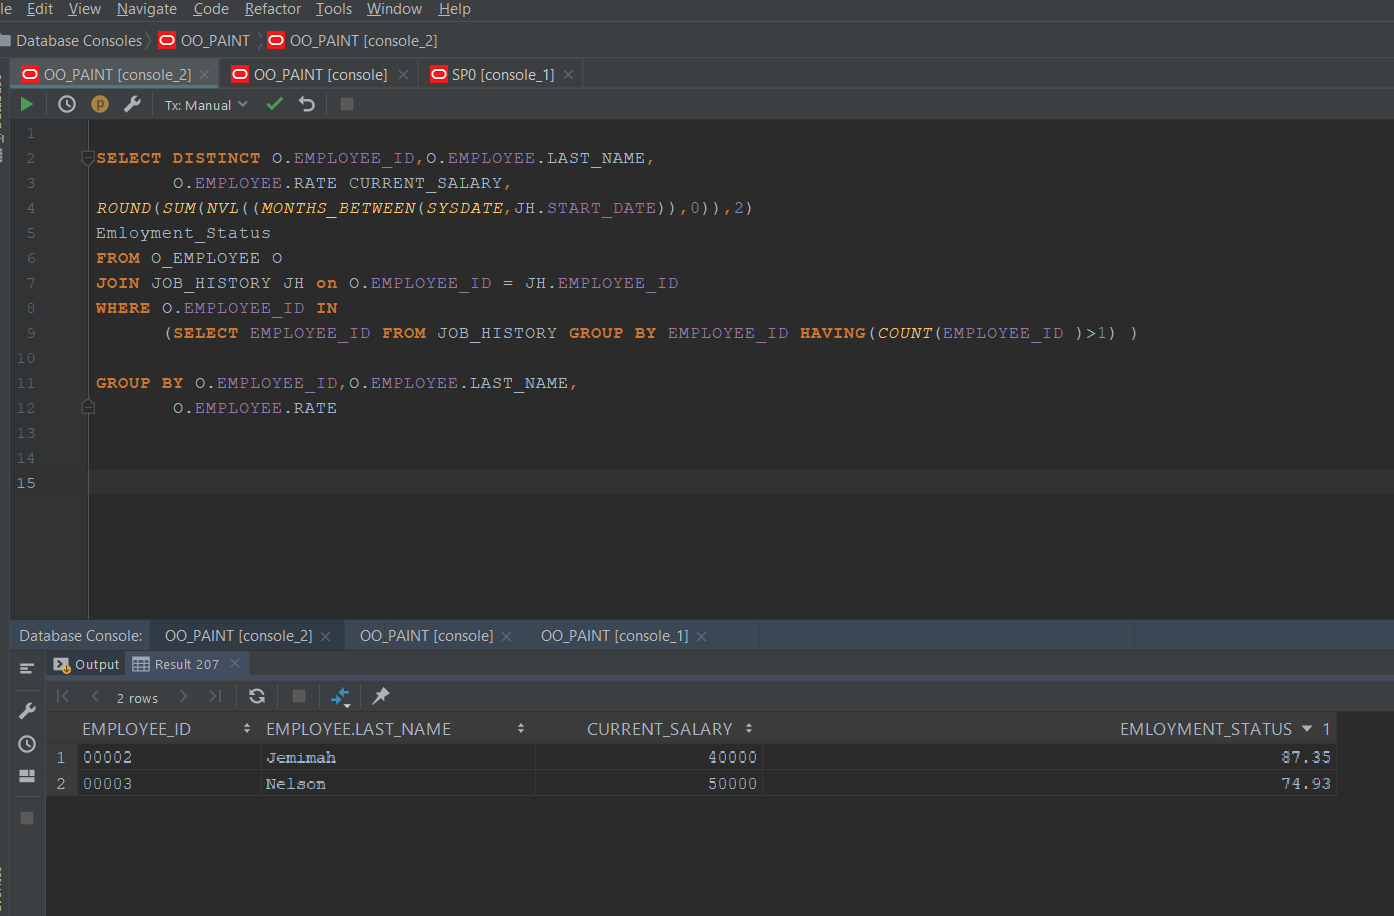 le Edit View Navigate Code Refactor Tools Window Help
Database Consoles OO_PAINT OO_PAINT [console_2]
OO_PAINT [console_2] OO_PAINT [console] SP0 [console_1]
Tx: Manual
1
2 SELECT DISTINCT O.EMPLOYEE_ID,O.EMPLOYEE.LAST_NAME,
3 O.EMPLOYEE.RATE CURRENT_SALARY,
4 ROUND(SUM(NVL((MONTHS_BETWEEN(SYSDATE,JH.START_DATE)),0)),2)
5 Emloyment_Status
6 FROM O_EMPLOYEE O
7 JOIN JOB_HISTORY JH on O.EMPLOYEE_ID = JH.EMPLOYEE_ID
8 WHERE O.EMPLOYEE_ID IN
9 (SELECT EMPLOYEE_ID FROM JOB_HISTORY GROUP BY EMPLOYEE_ID HAVING(COUNT(EMPLOYEE_ID )>1) )
10
11 GROUP BY O.EMPLOYEE_ID,O.EMPLOYEE.LAST_NAME,
12 O.EMPLOYEE.RATE
13
14
15
Database Console: OO_PAINT [console_2] OO_PAINT [console] OO_PAINT [console_1]
Output Result 207
2 rows
EMPLOYEE_ID EMPLOYEE.LAST_NAME CURRENT_SALARY EMLOYMENT_STATUS 1
1 00002 Jemimah 40000 87.35
2 00003 Nelson 50000 74.93